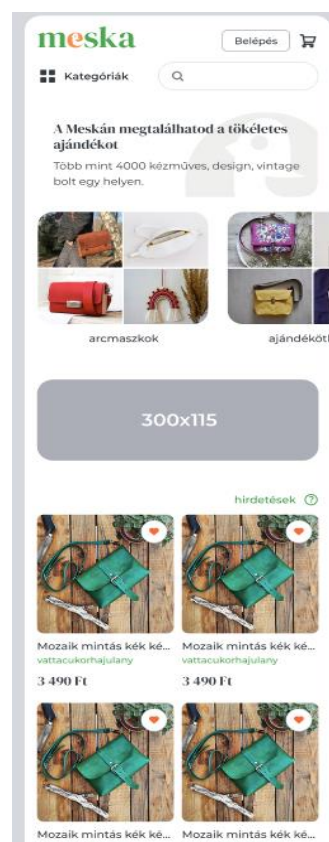 meska
Belépés
Kategóriák
A Meskán megtalálhatod a tökéletes
ajándékot
Több mint 4000 kézműves, design, vintage
bolt egy helyen.
arcmaszkok
ajándéköt
300x115
hirdetések ?
Mozaik mintás kék ké... Mozaik mintás kék ké...
vattacukorhajulany vattacukorhajulany
3 490 Ft 3 490 Ft
Mozaik mintás kék ké... Mozaik mintás kék ké...